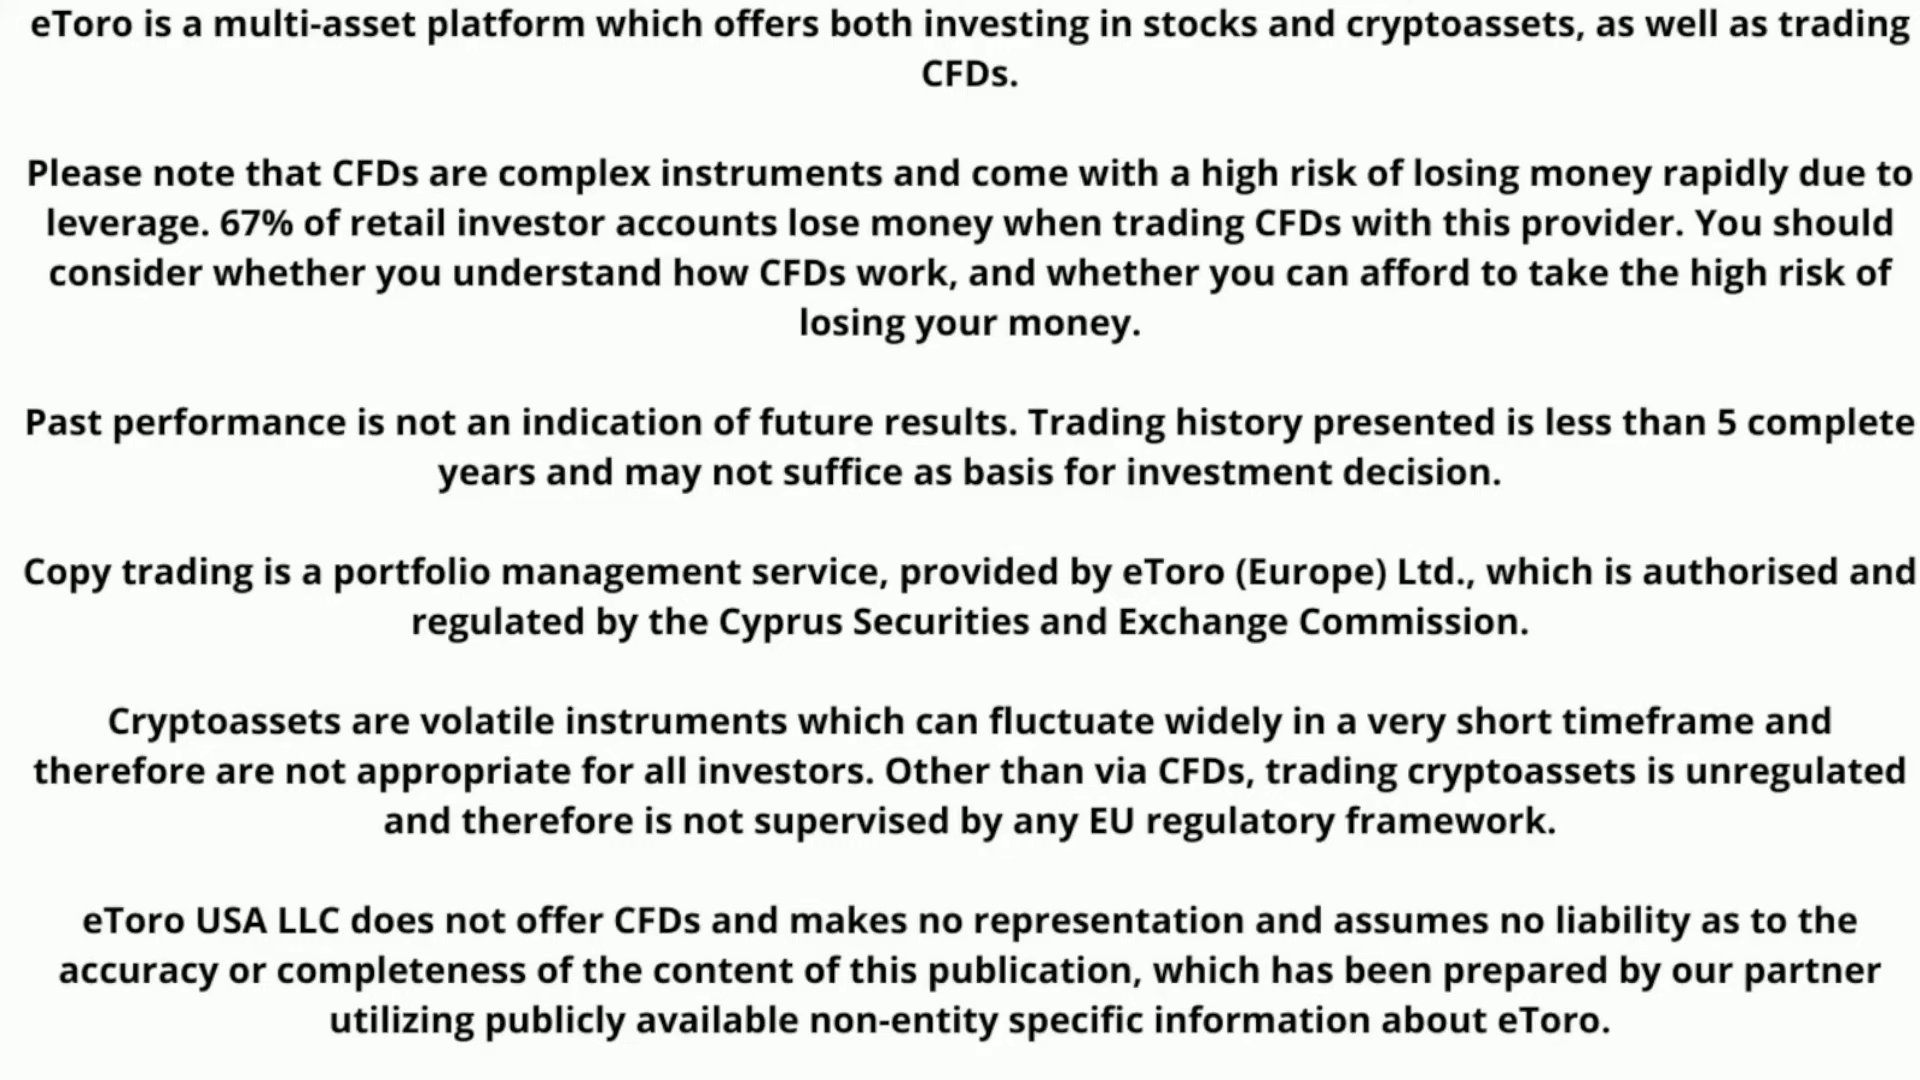 eToro is a multi-asset platform which offers both investing in stocks and cryptoassets, as well as trading
CFDs.
Please note that CFDs are complex instruments and come with a high risk of losing money rapidly due to
leverage. 67% of retail investor accounts lose money when trading CFDs with this provider. You should
consider whether you understand how CFDs work, and whether you can afford to take the high risk of
losing your money.
Past performance is not an indication of future results. Trading history presented is less than 5 complete
years and may not suffice as basis for investment decision.
Copy trading is a portfolio management service, provided by eToro (Europe) Ltd., which is authorised and
regulated by the Cyprus Securities and Exchange Commission.
Cryptoassets are volatile instruments which can fluctuate widely in a very short timeframe and
therefore are not appropriate for all investors. Other than via CFDs, trading cryptoassets is unregulated
and therefore is not supervised by any EU regulatory framework.
eToro USA LLC does not offer CFDs and makes no representation and assumes no liability as to the
accuracy or completeness of the content of this publication, which has been prepared by our partner
utilizing publicly available non-entity specific information about eToro.